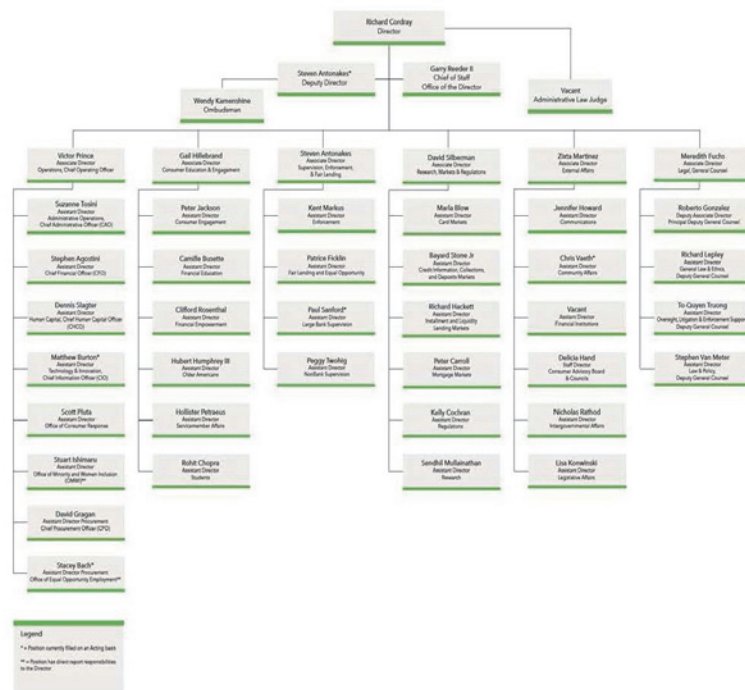 Richard Cordray
Director
Steven Antonakes*
Deputy Director
Garry Reeder II
Chief of Staff
Office of the Director
Wendy Kamenshine
Ombudsman
Vacant
Administrative Law Judge
Victor Prince
Associate Director
Operations, Chief Operating Officer
Suzanne Tosini
Assistant Director
Administrative Operations,
Chief Administrative Officer (CAO)
Stephen Agostini
Assistant Director
Chief Financial Officer (CFO)
Dennis Slagter
Assistant Director
Human Capital, Chief Human Capital Officer
(CHCO)
Matthew Burton*
Assistant Director
Technology & Innovation,
Chief Information Officer (CIO)
Scott Pluta
Assistant Director
Office of Consumer Response
Stuart Ishimaru
Assistant Director
Office of Minority and Women Inclusion
(OMWI)**
David Gragan
Assistant Director Procurement
Chief Procurement Officer (CPO)
Stacey Bach*
Assistant Director Procurement
Office of Equal Opportunity Employment**
Gail Hillebrand
Associate Director
Consumer Education & Engagement
Peter Jackson
Assistant Director
Consumer Engagement
Camille Busette
Assistant Director
Financial Education
Clifford Rosenthal
Assistant Director
Financial Empowerment
Hubert Humphrey III
Assistant Director
Older Americans
Hollister Petraeus
Assistant Director
Servicemember Affairs
Rohit Chopra
Assistant Director
Students
Steven Antonakes
Associate Director
Supervision, Enforcement,
& Fair Lending
Kent Markus
Assistant Director
Enforcement
Patrice Ficklin
Assistant Director
Fair Lending and Equal Opportunity
Paul Sanford*
Assistant Director
Large Bank Supervision
Peggy Twohig
Assistant Director
NonBank Supervision
David Silberman
Associate Director
Research, Markets & Regulations
Marla Blow
Assistant Director
Card Markets
Bayard Stone Jr
Assistant Director
Credit Information, Collections,
and Deposits Markets
Richard Hackett
Assistant Director
Installment and Liquidity
Lending Markets
Peter Carroll
Assistant Director
Mortgage Markets
Kelly Cochran
Assistant Director
Regulations
Sendhil Mullainathan
Assistant Director
Research
Zixta Martinez
Associate Director
External Affairs
Jennifer Howard
Assistant Director
Communications
Chris Vaeth*
Assistant Director
Community Affairs
Vacant
Assistant Director
Financial Institutions
Delicia Hand
Staff Director
Consumer Advisory Board
& Councils
Nicholas Rathod
Assistant Director
Intergovernmental Affairs
Lisa Konwinski
Assistant Director
Legislative Affairs
Meredith Fuchs
Associate Director
Legal, General Counsel
Roberto Gonzalez
Deputy Associate Director
Principal Deputy General Counsel
Richard Lepley
Assistant Director
General Law & Ethics,
Deputy General Counsel
To-Quyen Truong
Assistant Director
Oversight, Litigation & Enforcement Support
Deputy General Counsel
Stephen Van Meter
Assistant Director
Law & Policy,
Deputy General Counsel
Legend
* = Position currently filled on an Acting basis
** = Position has direct report responsibilities
to the Director